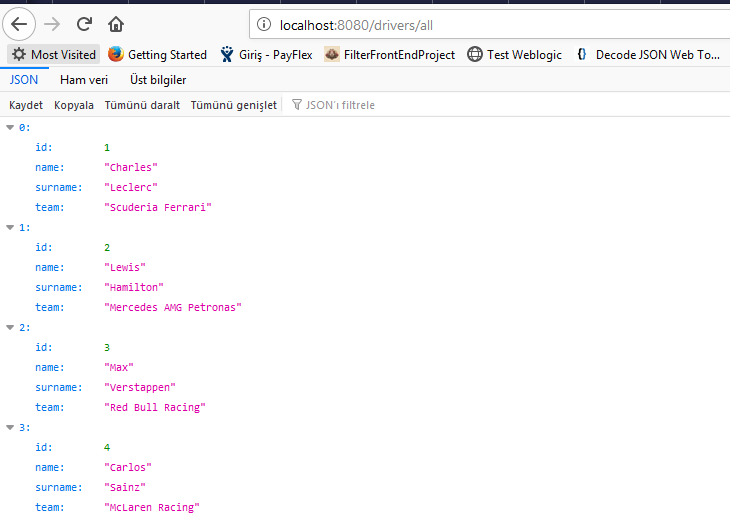 localhost:8080/drivers/all
Most Visited Getting Started Giriş - PayFlex FilterFrontEndProject Test Weblogic {} Decode JSON Web To...
JSON Ham veri Üst bilgiler
Kaydet Kopyala Tümünü daralt Tümünü genişlet JSON'ı filtrele
0:
id: 1
name: "Charles"
surname: "Leclerc"
team: "Scuderia Ferrari"
1:
id: 2
name: "Lewis"
surname: "Hamilton"
team: "Mercedes AMG Petronas"
2:
id: 3
name: "Max"
surname: "Verstappen"
team: "Red Bull Racing"
3:
id: 4
name: "Carlos"
surname: "Sainz"
team: "McLaren Racing"